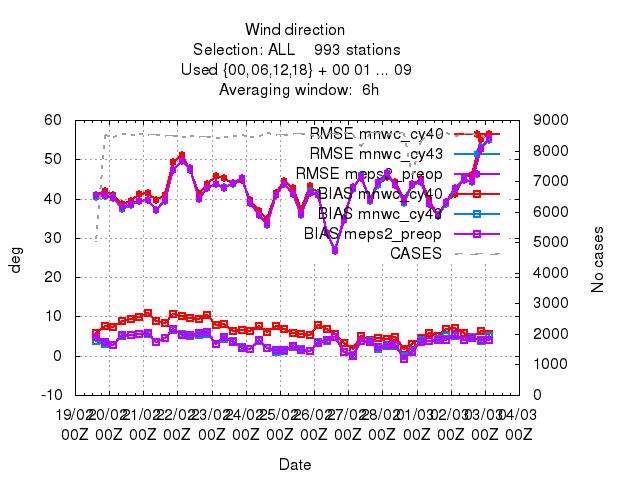 Wind direction
Selection: ALL    993 stations
Used {00,06,12,18} + 00 01 ... 09
Averaging window:  6h
60
50
40
30
20
10
0
-10
deg
9000
8000
7000
6000
5000
4000
3000
2000
1000
0
No cases
RMSE mnwc_cy40
RMSE mnwc_cy43
RMSE meps2_preop
BIAS mnwc_cy40
BIAS mnwc_cy43
BIAS meps2_preop
CASES
19/02 20/02 21/02 22/02 23/02 24/02 25/02 26/02 27/02 28/02 01/03 02/03 03/03 04/03
00Z 00Z 00Z 00Z 00Z 00Z 00Z 00Z 00Z 00Z 00Z 00Z 00Z 00Z
Date